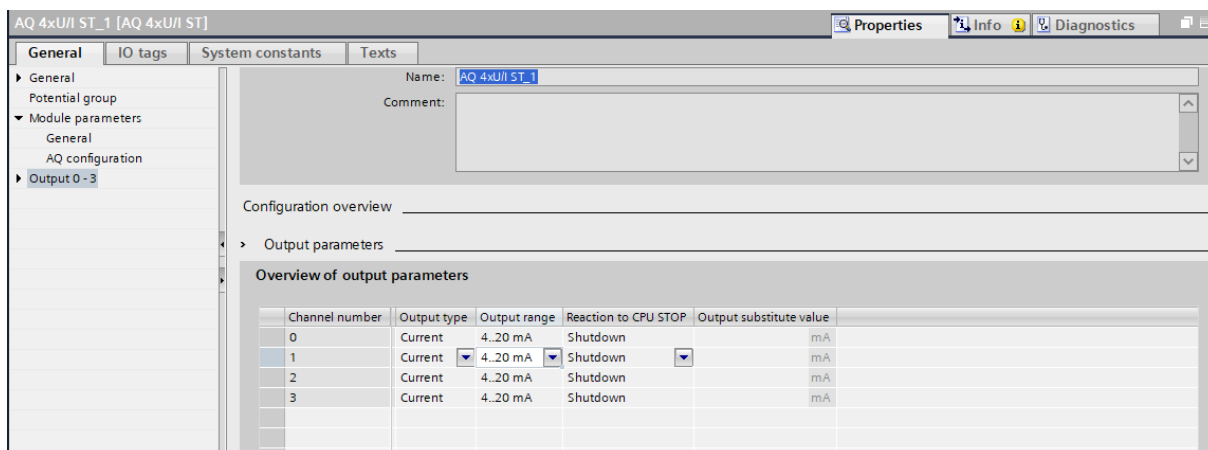 AQ 4xU/I ST_1 [AQ 4xU/I ST]
Properties Info Diagnostics
General IO tags System constants Texts
General
Potential group
Module parameters
General
AQ configuration
Output 0 - 3
Name: AQ 4xU/I ST_1
Comment:
Configuration overview
Output parameters
Overview of output parameters
Channel number Output type Output range Reaction to CPU STOP Output substitute value
0 Current 4..20 mA Shutdown mA
1 Current 4..20 mA Shutdown mA
2 Current 4..20 mA Shutdown mA
3 Current 4..20 mA Shutdown mA